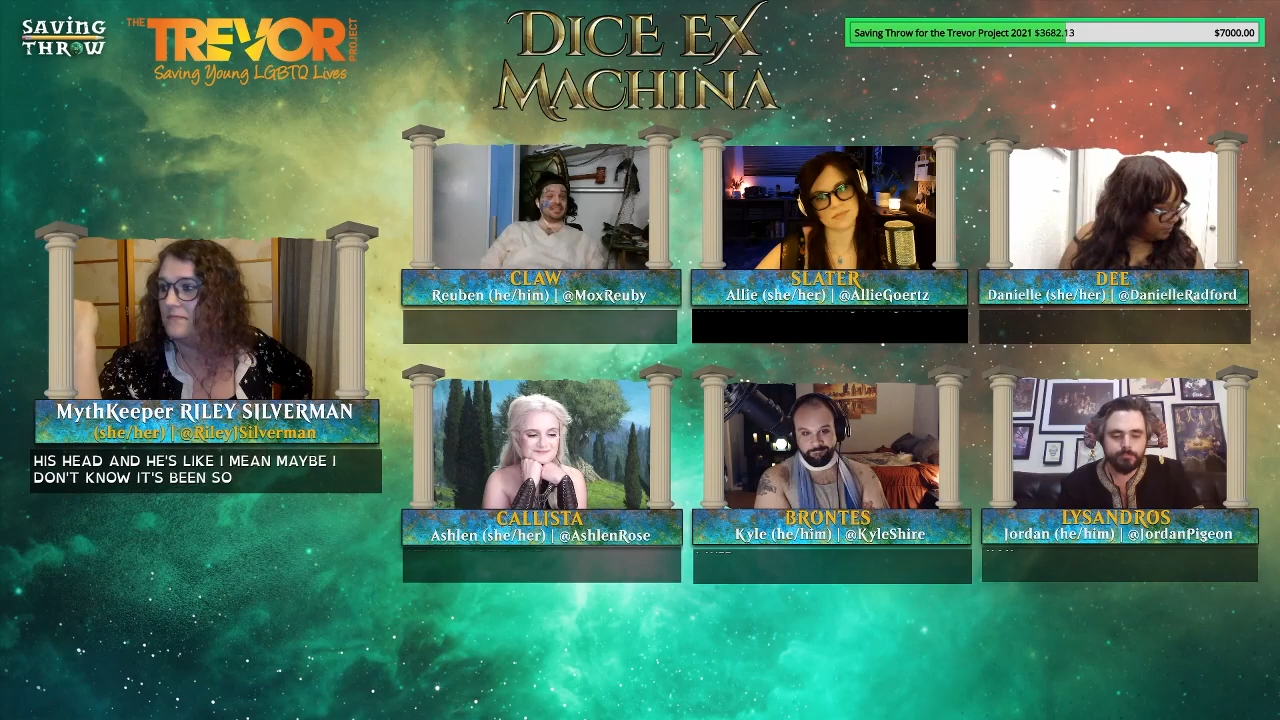 SAVING
THROW
THE TREVOR PROJECT
Saving Young LGBTQ Lives
DICE EX
MACHINA
Saving Throw for the Trevor Project 2021 $3682.13 $7000.00
CLAW
Reuben (he/him) | @MoxReuby
SLATER
Allie (she/her) | @AllieGoertz
DEE
Danielle (she/her) | @DanielleRadford
MythKeeper RILEY SILVERMAN
(she/her) | @RileyJSilverman
HIS HEAD AND HE'S LIKE I MEAN MAYBE I
DON'T KNOW IT'S BEEN SO
CALLISTA
Ashlen (she/her) | @AshlenRose
BRONTES
Kyle (he/him) | @KyleShire
LYSANDROS
Jordan (he/him) | @JordanPigeon